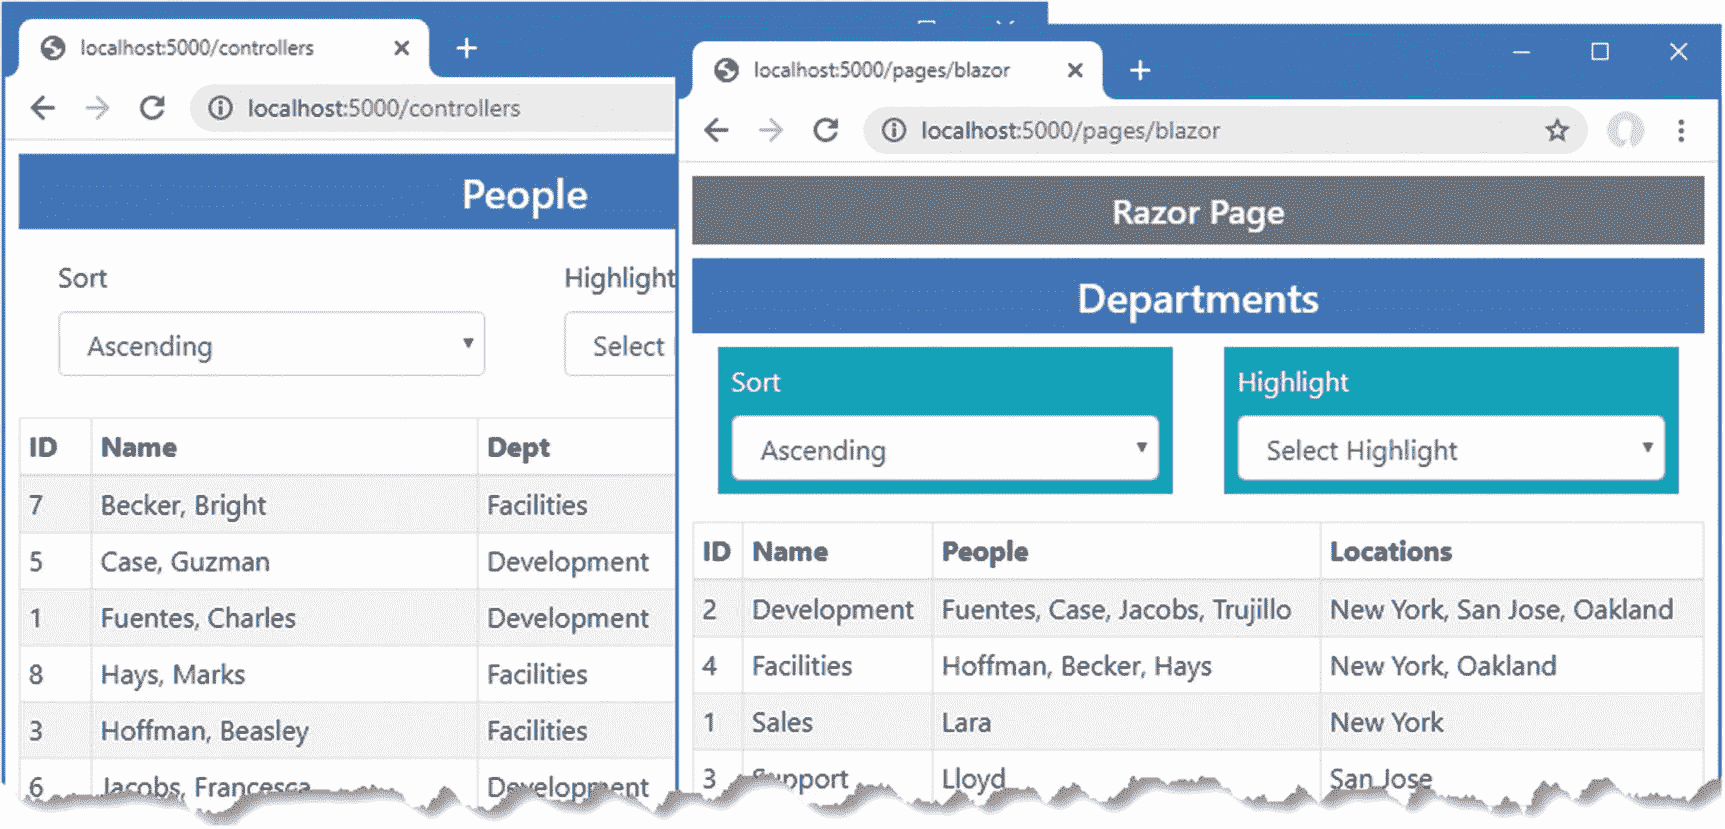 localhost:5000/controllers
localhost:5000/controllers
People
Sort
Highlight
Ascending
Select
ID Name Dept
7 Becker, Bright Facilities
5 Case, Guzman Development
1 Fuentes, Charles Development
8 Hays, Marks Facilities
3 Hoffman, Beasley Facilities
6 Jacobs, Francesca Development
localhost:5000/pages/blazor
localhost:5000/pages/blazor
Razor Page
Departments
Sort
Highlight
Ascending
Select Highlight
ID Name People Locations
2 Development Fuentes, Case, Jacobs, Trujillo New York, San Jose, Oakland
4 Facilities Hoffman, Becker, Hays New York, Oakland
1 Sales Lara New York
3 Support Lloyd San Jose